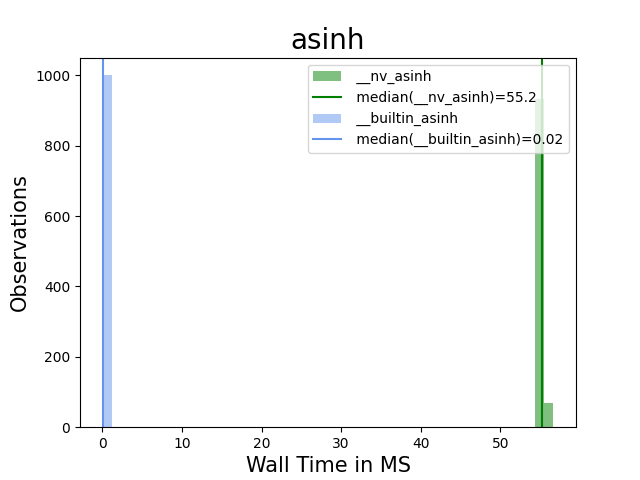 asinh
1000
800
600
400
200
0
Observations
__nv_asinh
median(__nv_asinh)=55.2
__builtin_asinh
median(__builtin_asinh)=0.02
0 10 20 30 40 50
Wall Time in MS